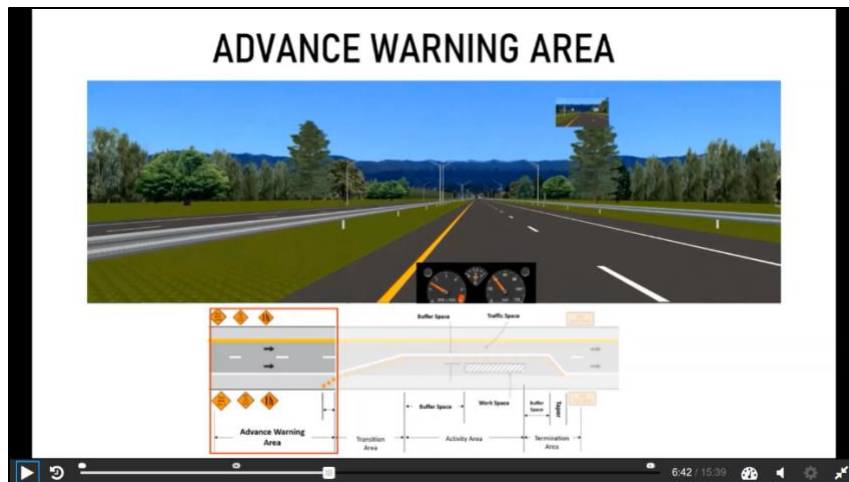 ADVANCE WARNING AREA
Buffer Space
Traffic Space
Buffer Space
Work Space
Buffer
Space
Taper
Advance Warning
Area
Transition
Area
Activity Area
Termination
Area
6:42 / 15:39